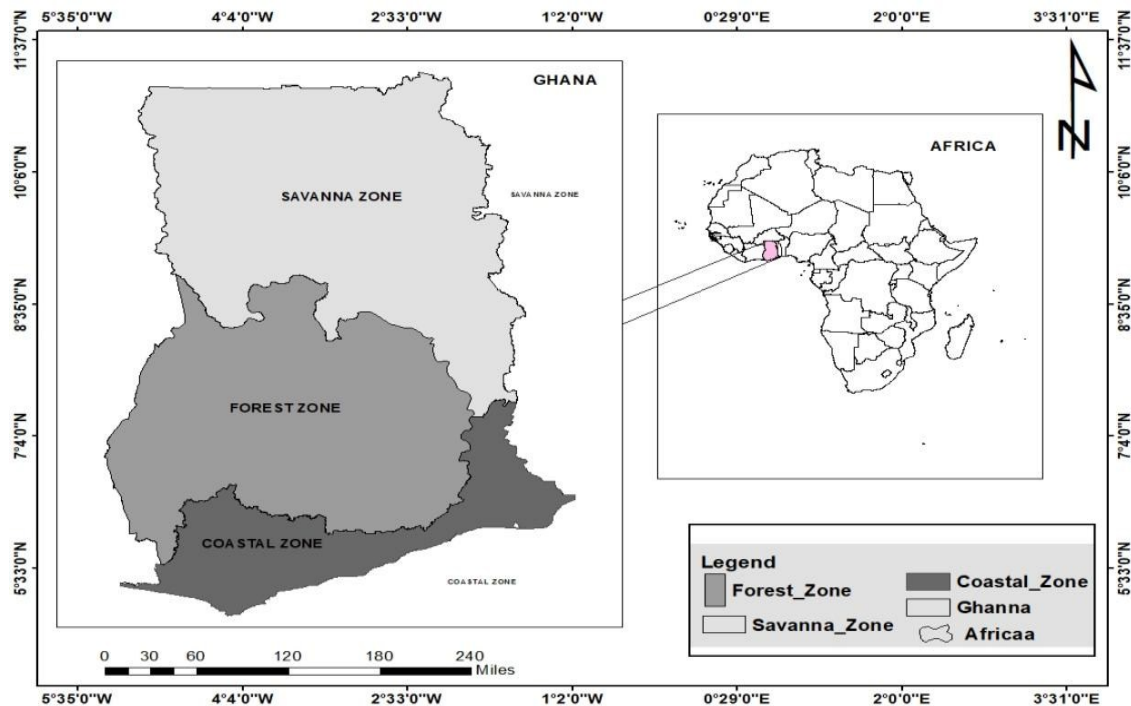 5°35'0"W 4°4'0"W 2°33'0"W 1°2'0"W 0°29'0"E 2°0'0"E 3°31'0"E
11°37'0"N 11°37'0"N
GHANA
AFRICA
N
10°6'0"N 10°6'0"N
SAVANNA ZONE SAVANNA ZONE
8°35'0"N 8°35'0"N
FOREST ZONE
7°4'0"N 7°4'0"N
COASTAL ZONE
COASTAL ZONE
5°33'0"N 5°33'0"N
Legend
Forest_Zone
Savanna_Zone
Coastal_Zone
Ghanna
Africaa
0 30 60 120 180 240
Miles
5°35'0"W 4°4'0"W 2°33'0"W 1°2'0"W 0°29'0"E 2°0'0"E 3°31'0"E